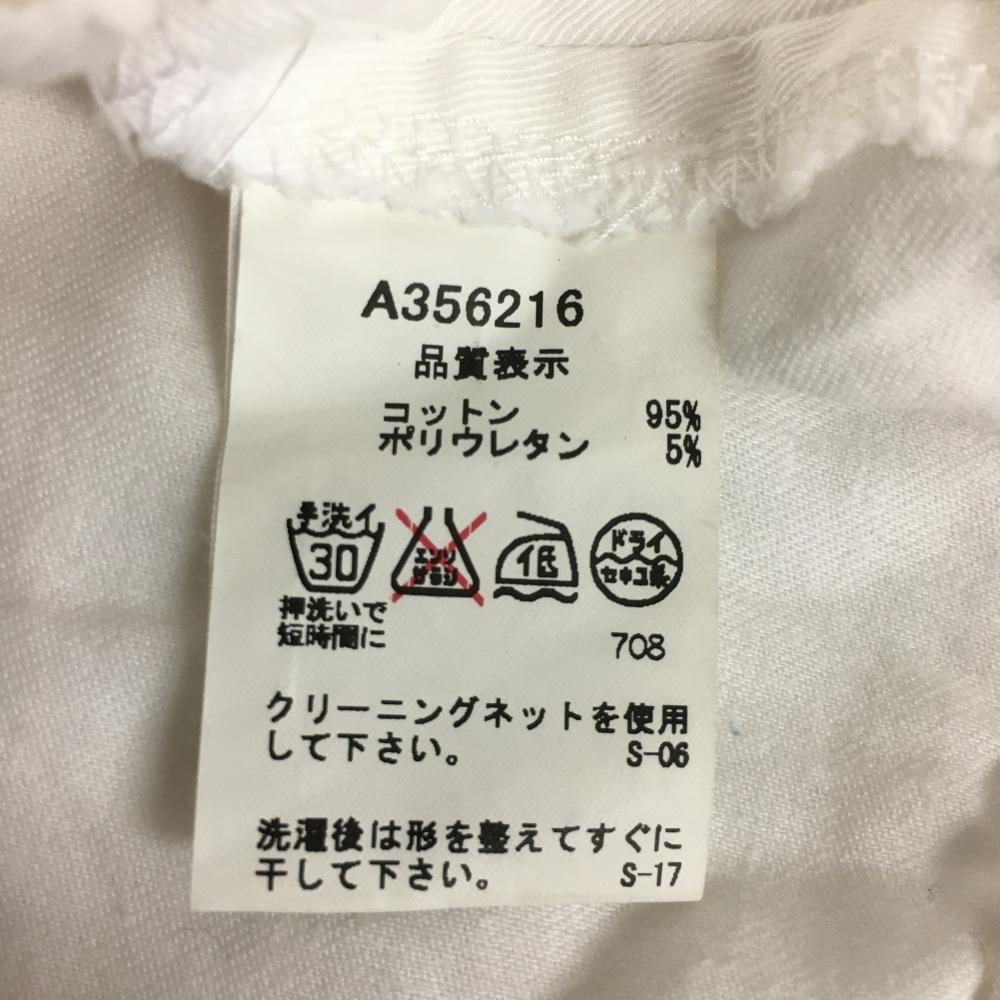 A356216
品質表示
コットン 95%
ポリウレタン 5%
手洗イ
30
エンソ
サラシ
低
ドライ
セキユ系
押洗いで
短時間に
708
クリーニングネットを使用
して下さい。 S-06
洗濯後は形を整えてすぐに
干して下さい。 S-17